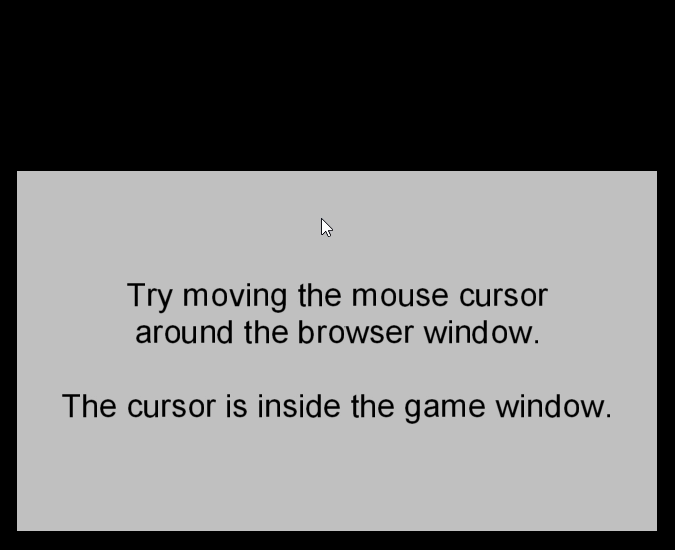 Try moving the mouse cursor
around the browser window.
The cursor is inside the game window.